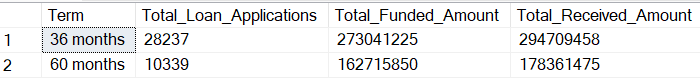 Term Total_Loan_Applications Total_Funded_Amount Total_Received_Amount
1 36 months 28237 273041225 294709458
2 60 months 10339 162715850 178361475